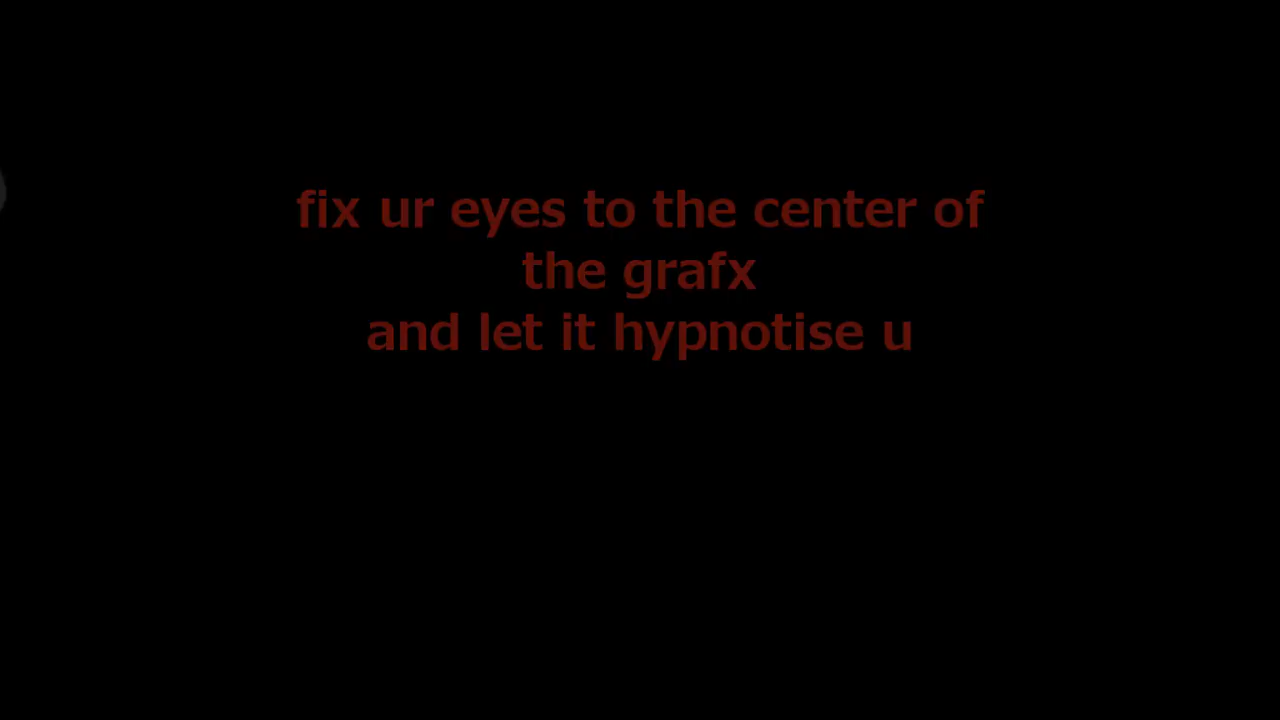 fix ur eyes to the center of
the grafx
and let it hypnotise u